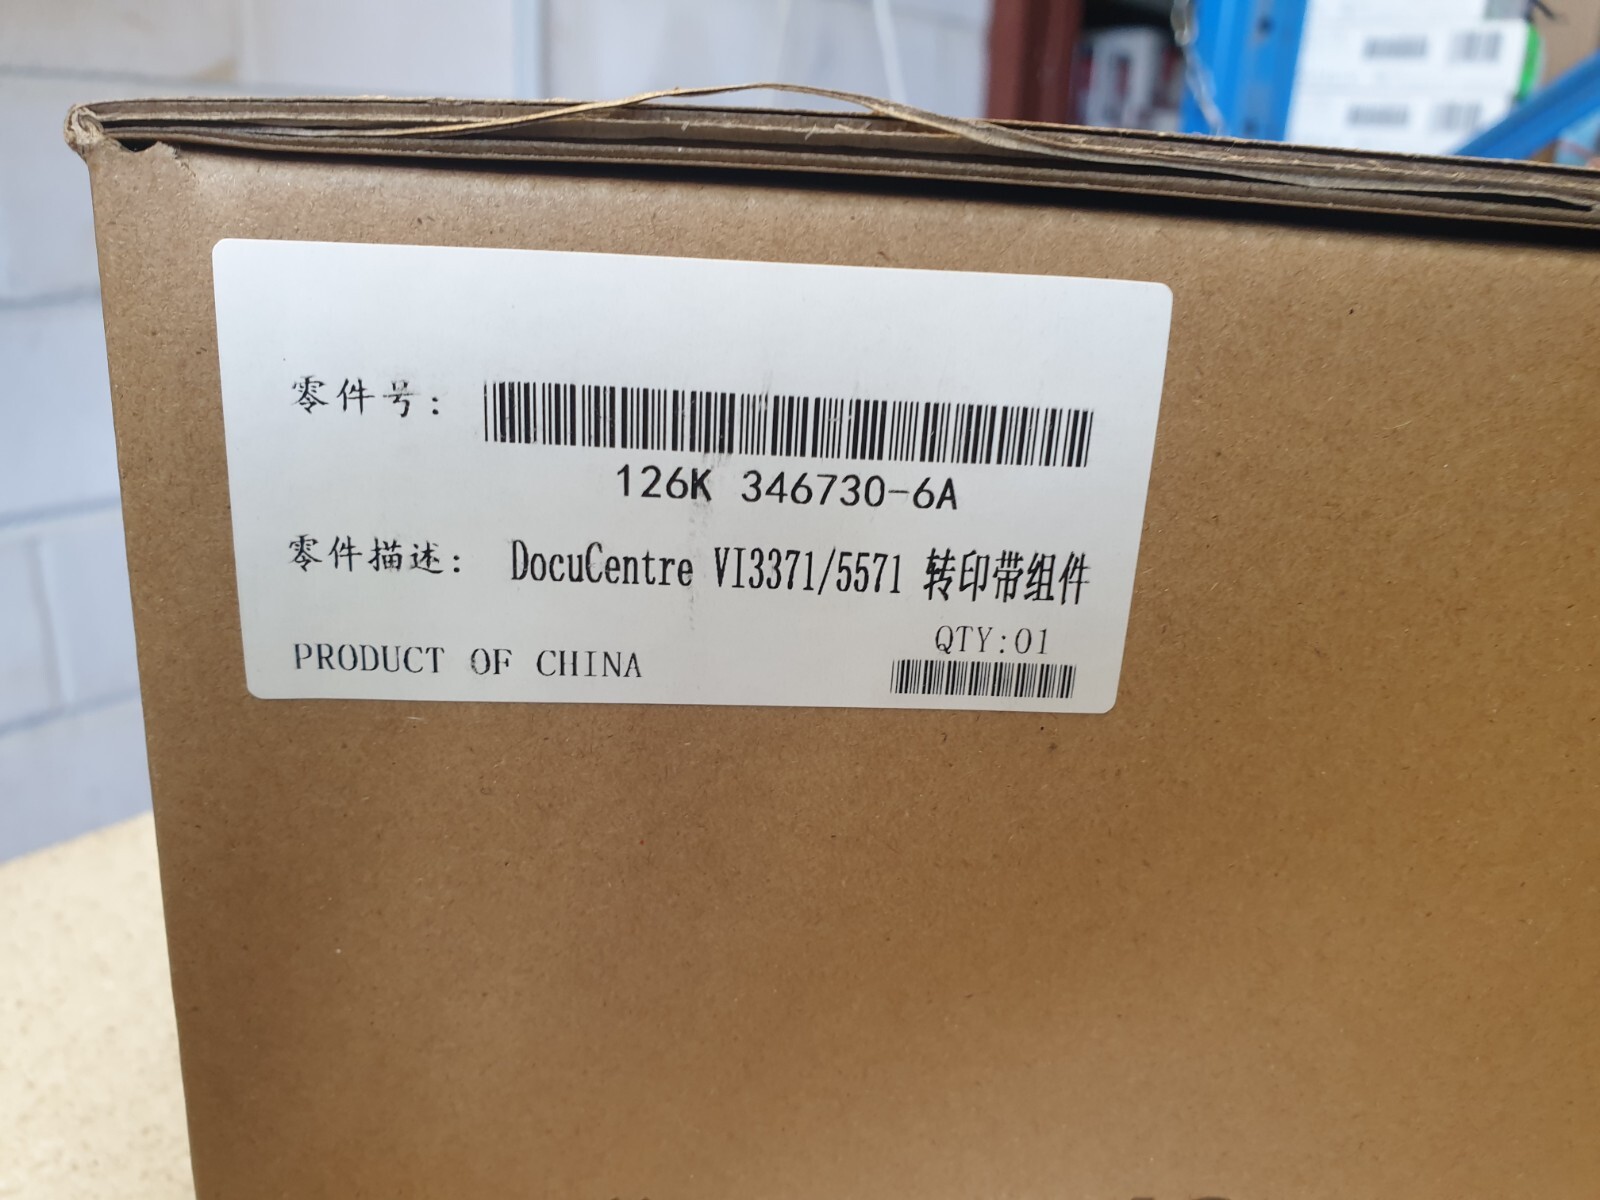 零件号:
126K 346730-6A
零件描述: DocuCentre VI3371/5571 转印带组件
QTY:01
PRODUCT OF CHINA